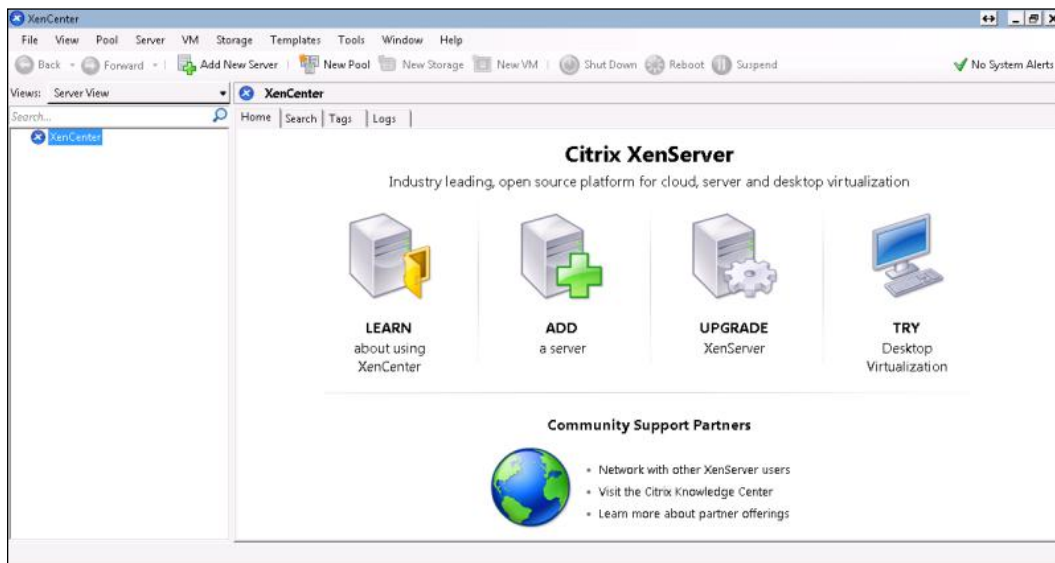 XenCenter
File View Pool Server VM Storage Templates Tools Window Help
Back Forward Add New Server New Pool New Storage New VM Shut Down Reboot Suspend No System Alerts
Views: Server View
XenCenter
Search...
Home Search Tags Logs
XenCenter
Citrix XenServer
Industry leading, open source platform for cloud, server and desktop virtualization
LEARN
about using
XenCenter
ADD
a server
UPGRADE
XenServer
TRY
Desktop
Virtualization
Community Support Partners
• Network with other XenServer users
• Visit the Citrix Knowledge Center
• Learn more about partner offerings